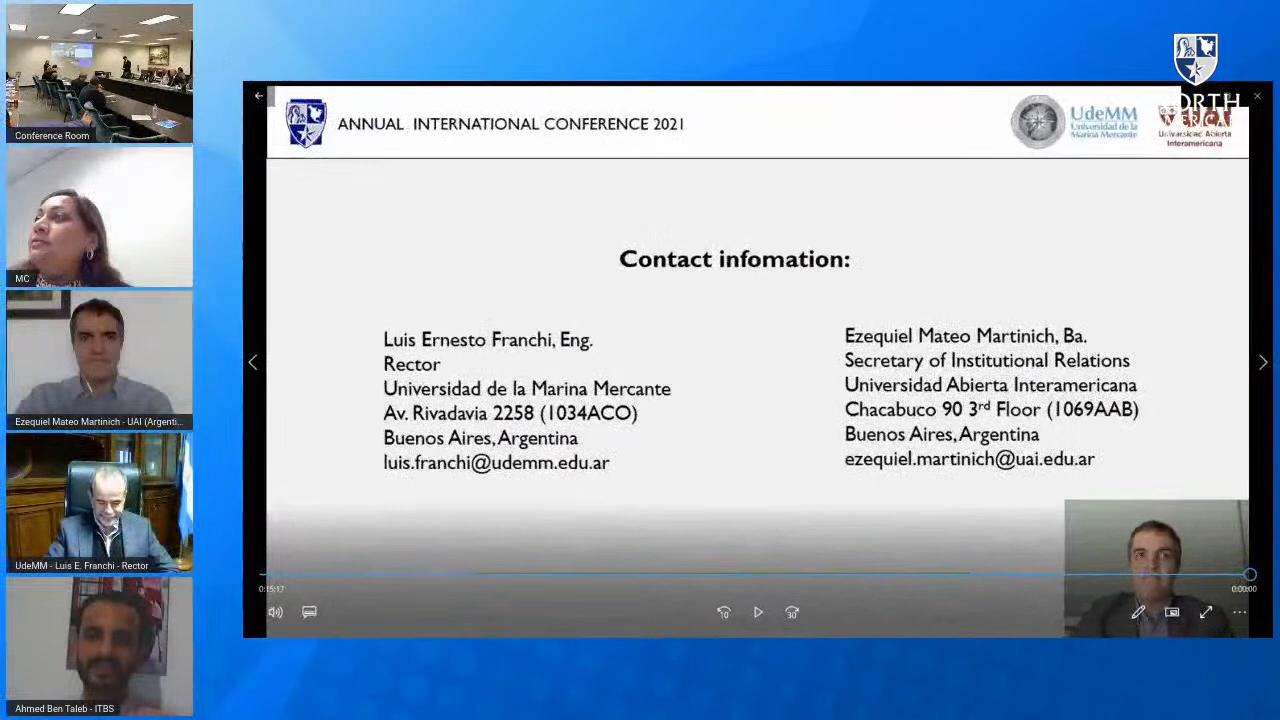 Conference Room
MC
Ezequiel Mateo Martinich - UAI (Argenti...
UdeMM - Luis E. Franchi - Rector
Ahmed Ben Taleb - ITBS
ANNUAL INTERNATIONAL CONFERENCE 2021
UdeMM
Universidad de la
Marina Mercante
Universidad Abierta
Interamericana
Contact infomation:
Luis Ernesto Franchi, Eng.
Rector
Universidad de la Marina Mercante
Av. Rivadavia 2258 (1034ACO)
Buenos Aires, Argentina
luis.franchi@udemm.edu.ar
Ezequiel Mateo Martinich, Ba.
Secretary of Institutional Relations
Universidad Abierta Interamericana
Chacabuco 90 3rd Floor (1069AAB)
Buenos Aires, Argentina
ezequiel.martinich@uai.edu.ar
0:15:17
0:00:00
10
30